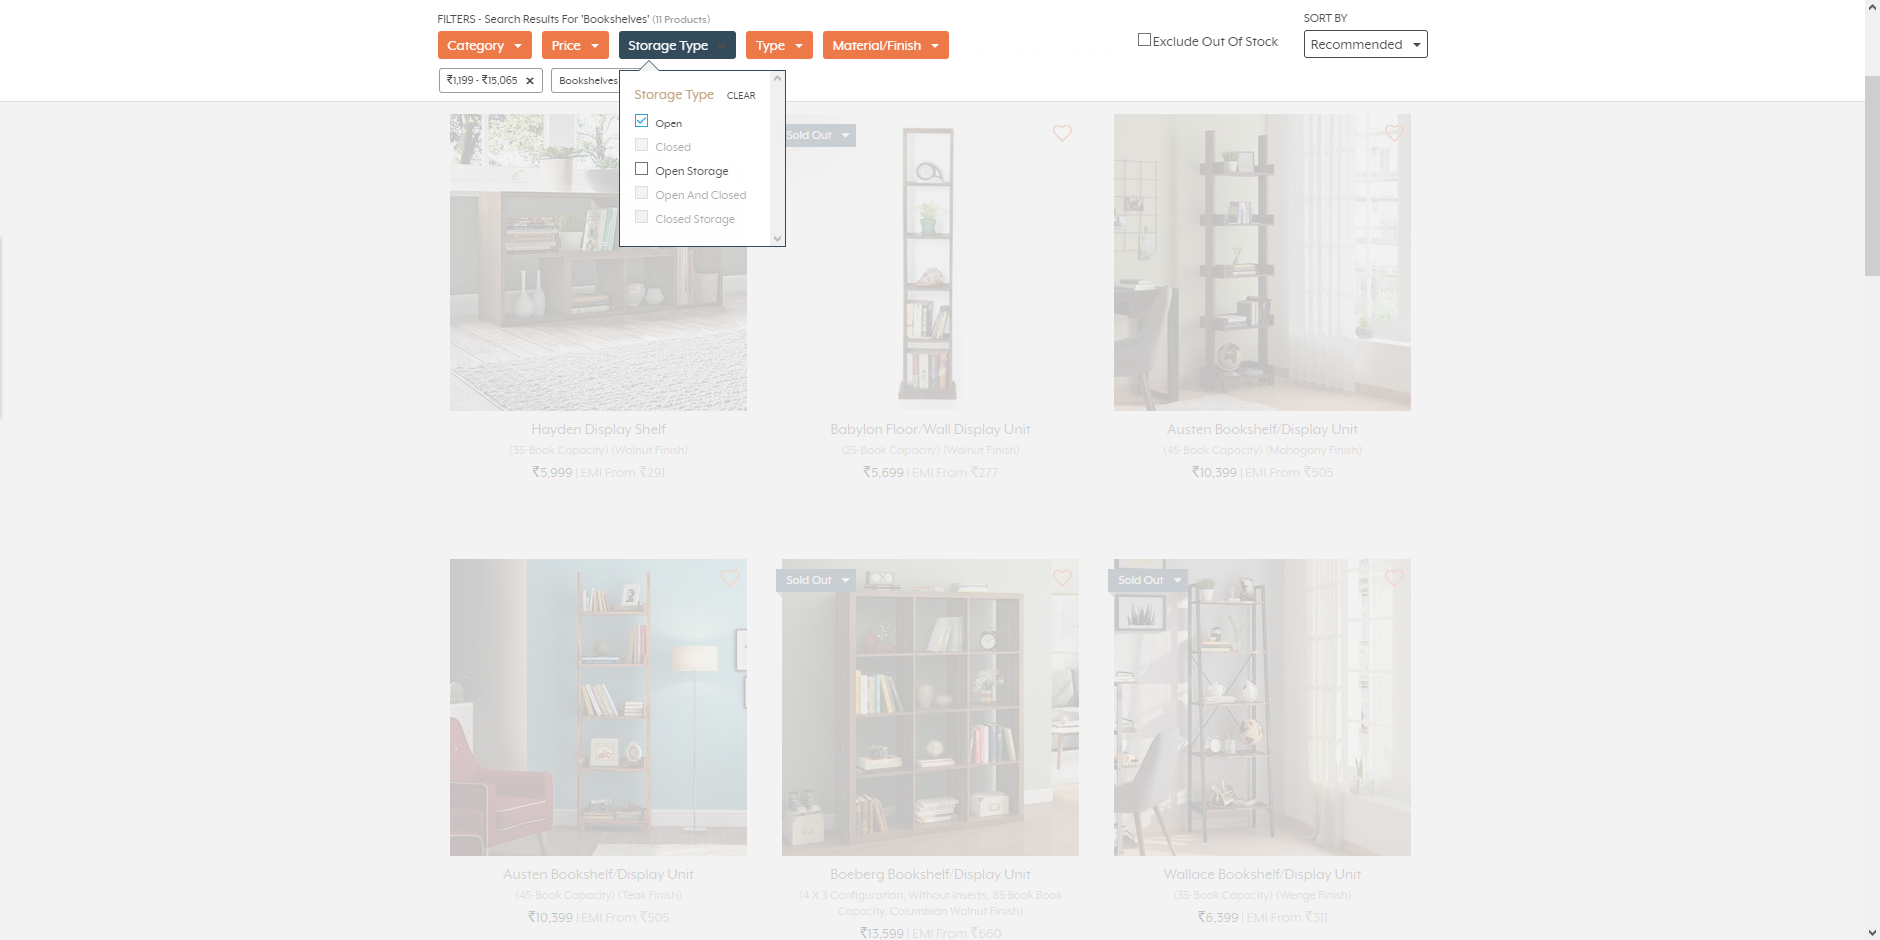 FILTERS - Search Results For 'Bookshelves' (11 Products)
SORT BY
Category
Price
Storage Type
Type
Material/Finish
Exclude Out Of Stock
Recommended
₹1,199 - ₹15,065 ×
Bookshelves
Storage Type CLEAR
Open
Closed
Open Storage
Open And Closed
Closed Storage
Sold Out
Hayden Display Shelf
(35-Book Capacity) (Walnut Finish)
₹5,999 | EMI From ₹291
Babylon Floor/Wall Display Unit
(25-Book Capacity) (Walnut Finish)
₹5,699 | EMI From ₹277
Austen Bookshelf/Display Unit
(45-Book Capacity) (Mahogany Finish)
₹10,399 | EMI From ₹505
Sold Out
Sold Out
Austen Bookshelf/Display Unit
(45-Book Capacity) (Teak Finish)
₹10,399 | EMI From ₹505
Boeberg Bookshelf/Display Unit
(4 X 3 Configuration, Without Inserts, 85 Book Book
Capacity, Columbian Walnut Finish)
₹13,599 | EMI From ₹660
Wallace Bookshelf/Display Unit
(35-Book Capacity) (Wenge Finish)
₹6,399 | EMI From ₹311